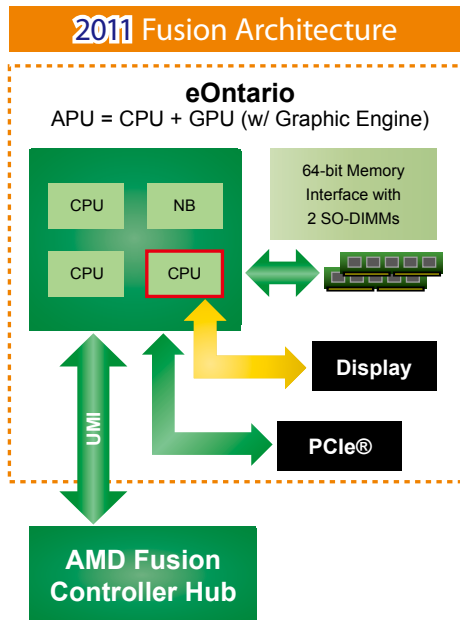 2011 Fusion Architecture
eOntario
APU = CPU + GPU (w/ Graphic Engine)
CPU
NB
CPU
CPU
64-bit Memory
Interface with
2 SO-DIMMs
Display
PCIe®
UMI
AMD Fusion
Controller Hub